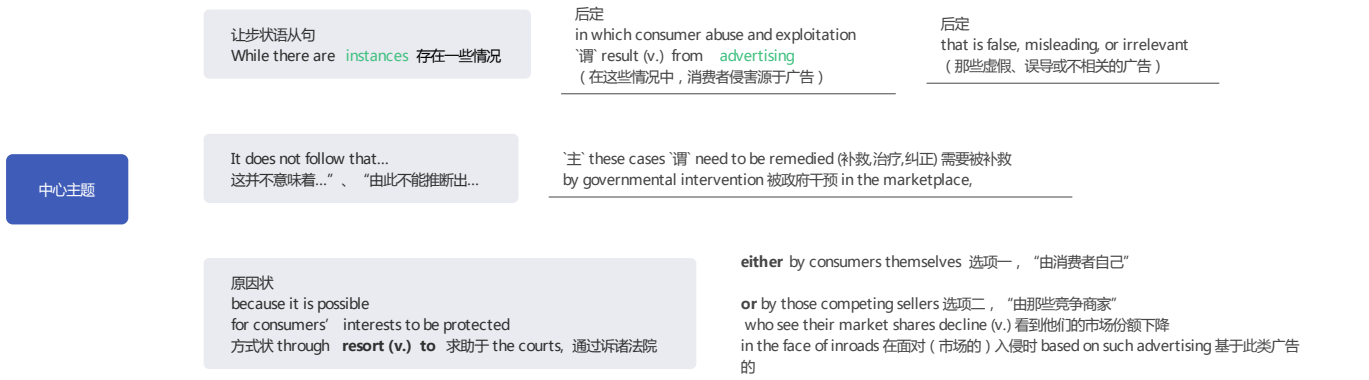 让步状语从句
While there are instances 存在一些情况
后定
in which consumer abuse and exploitation
`谓` result (v.) from advertising
（在这些情况中，消费者侵害源于广告）
后定
that is false, misleading, or irrelevant
（那些虚假、误导或不相关的广告）
中心主题
It does not follow that...
这并不意味着...”、“由此不能推断出...
`主` these cases `谓` need to be remedied (补救,治疗,纠正) 需要被补救
by governmental intervention 被政府干预 in the marketplace,
原因状
because it is possible
for consumers’ interests to be protected
方式状 through resort (v.) to 求助于 the courts, 通过诉诸法院
either by consumers themselves 选项一，“由消费者自己”
or by those competing sellers 选项二，“由那些竞争商家”
who see their market shares decline (v.) 看到他们的市场份额下降
in the face of inroads 在面对（市场的）入侵时 based on such advertising 基于此类广告
的